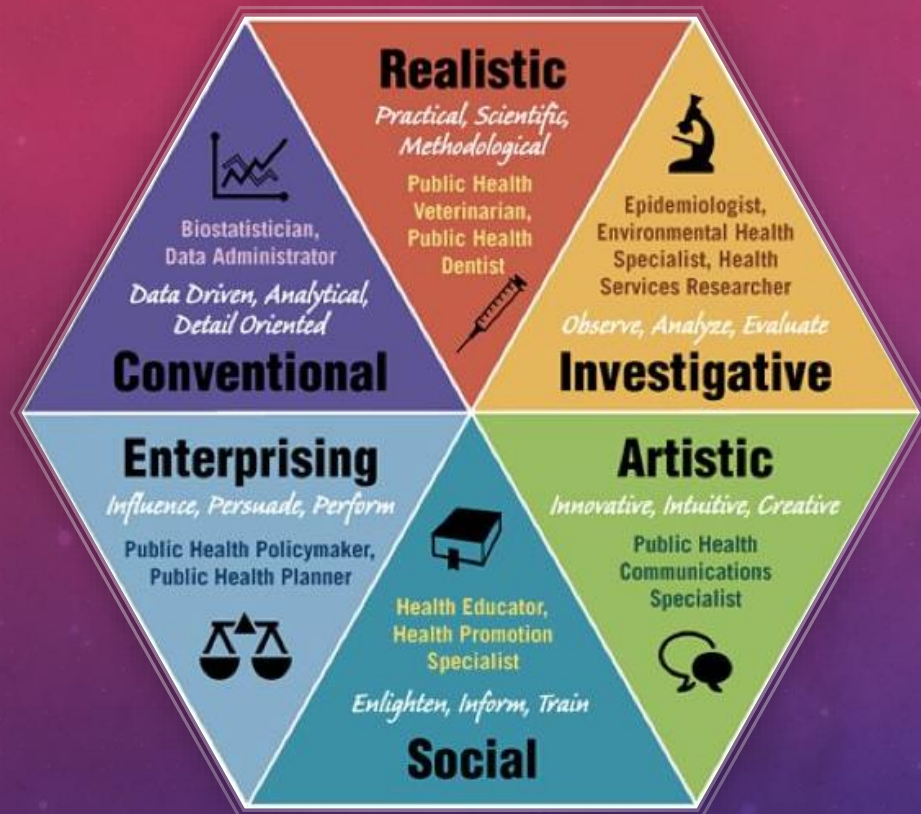 Realistic
Practical, Scientific,
Methodological
Public Health
Veterinarian,
Public Health
Dentist
Epidemiologist,
Environmental Health
Specialist, Health
Services Researcher
Observe, Analyze, Evaluate
Investigative
Artistic
Innovative, Intuitive, Creative
Public Health
Communications
Specialist
Health Educator,
Health Promotion
Specialist
Enlighten, Inform, Train
Social
Enterprising
Influence, Persuade, Perform
Public Health Policymaker,
Public Health Planner
Biostatistician,
Data Administrator
Data Driven, Analytical,
Detail Oriented
Conventional